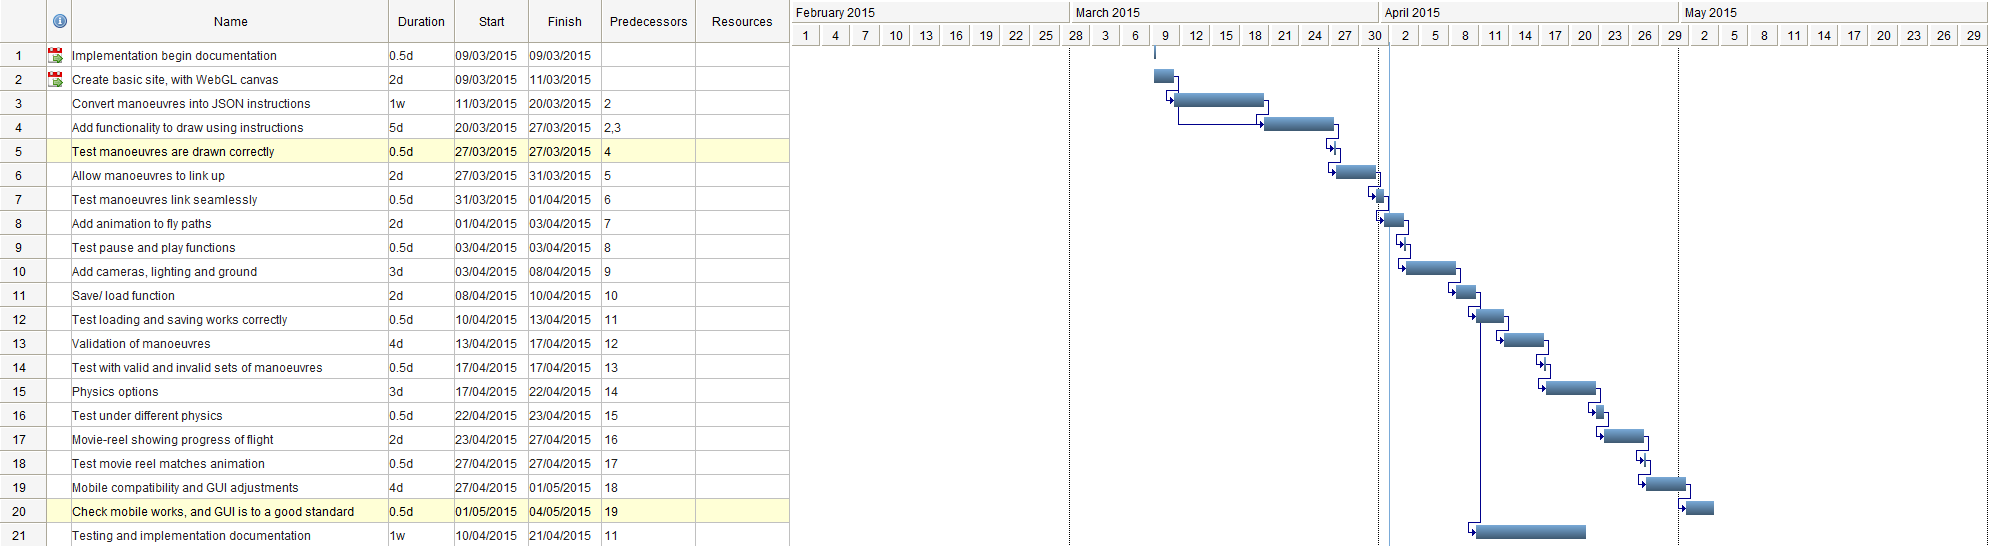 Name Duration Start Finish Predecessors Resources
February 2015 March 2015 April 2015 May 2015
1 4 7 10 13 16 19 22 25 28 3 6 9 12 15 18 21 24 27 30 2 5 8 11 14 17 20 23 26 29 2 5 8 11 14 17 20 23 26 29
1 Implementation begin documentation 0.5d 09/03/2015 09/03/2015
2 Create basic site, with WebGL canvas 2d 09/03/2015 11/03/2015
3 Convert manoeuvres into JSON instructions 1w 11/03/2015 20/03/2015 2
4 Add functionality to draw using instructions 5d 20/03/2015 27/03/2015 2,3
5 Test manoeuvres are drawn correctly 0.5d 27/03/2015 27/03/2015 4
6 Allow manoeuvres to link up 2d 27/03/2015 31/03/2015 5
7 Test manoeuvres link seamlessly 0.5d 31/03/2015 01/04/2015 6
8 Add animation to fly paths 2d 01/04/2015 03/04/2015 7
9 Test pause and play functions 0.5d 03/04/2015 03/04/2015 8
10 Add cameras, lighting and ground 3d 03/04/2015 08/04/2015 9
11 Save/ load function 2d 08/04/2015 10/04/2015 10
12 Test loading and saving works correctly 0.5d 10/04/2015 13/04/2015 11
13 Validation of manoeuvres 4d 13/04/2015 17/04/2015 12
14 Test with valid and invalid sets of manoeuvres 0.5d 17/04/2015 17/04/2015 13
15 Physics options 3d 17/04/2015 22/04/2015 14
16 Test under different physics 0.5d 22/04/2015 23/04/2015 15
17 Movie-reel showing progress of flight 2d 23/04/2015 27/04/2015 16
18 Test movie reel matches animation 0.5d 27/04/2015 27/04/2015 17
19 Mobile compatibility and GUI adjustments 4d 27/04/2015 01/05/2015 18
20 Check mobile works, and GUI is to a good standard 0.5d 01/05/2015 04/05/2015 19
21 Testing and implementation documentation 1w 10/04/2015 21/04/2015 11